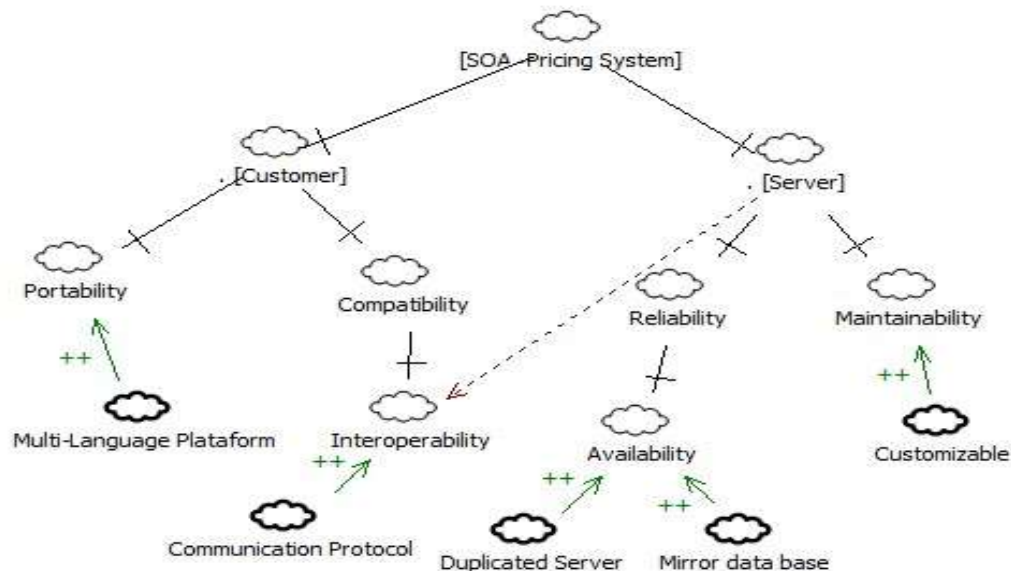 [SOA Pricing System]
. [Customer]
. [Server]
Portability
Compatibility
Reliability
Maintainability
++
++
Multi-Language Plataform
Interoperability
Availability
Customizable
++
++
++
Communication Protocol
Duplicated Server
Mirror data base